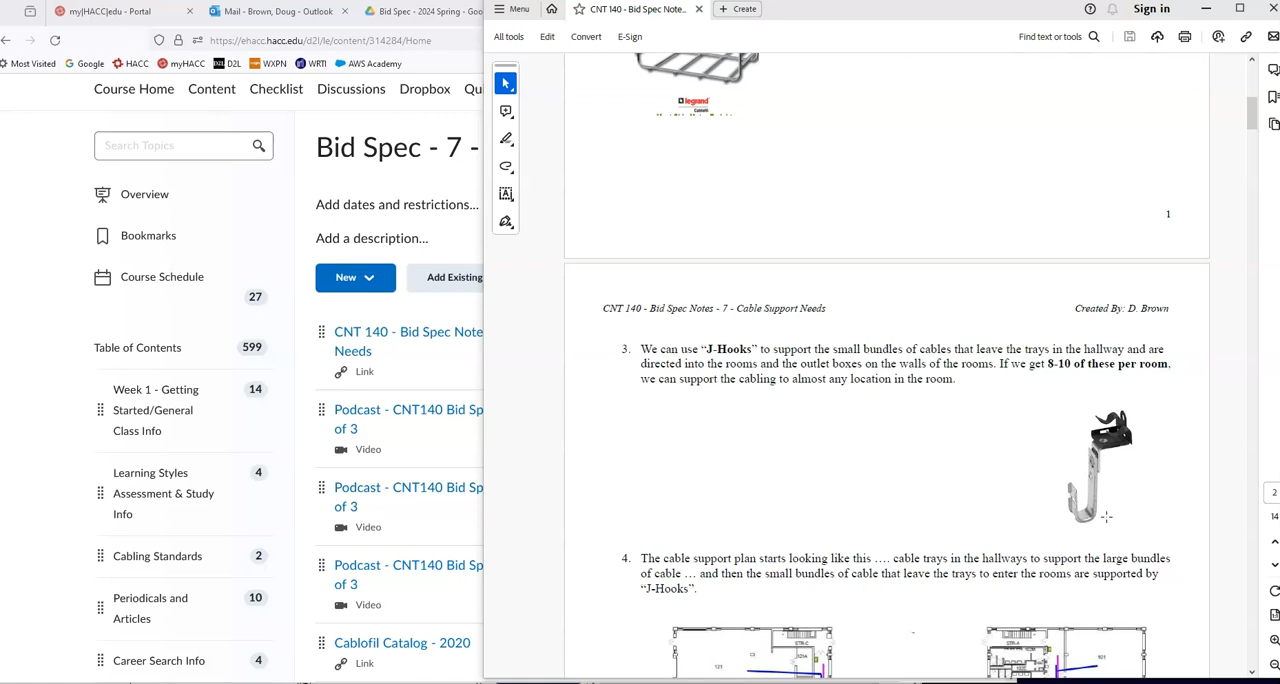 my|HACC|edu - Portal
Mail - Brown, Doug - Outlook
Bid Spec - 2024 Spring - Goo
https://ehacc.hacc.edu/d2l/le/content/314284/Home
Most Visited
Google
HACC
myHACC
D2L
WXPN
WRTI
AWS Academy
Course Home
Content
Checklist
Discussions
Dropbox
Qu
Search Topics
Overview
Bookmarks
Course Schedule
27
Table of Contents
599
Week 1 - Getting
Started/General
Class Info
14
Learning Styles
Assessment & Study
Info
4
Cabling Standards
2
Periodicals and
Articles
10
Career Search Info
4
Bid Spec - 7 -
Add dates and restrictions...
Add a description...
New
Add Existing
CNT 140 - Bid Spec Note
Needs
Link
Podcast - CNT140 Bid Sp
of 3
Video
Podcast - CNT140 Bid Sp
of 3
Video
Podcast - CNT140 Bid Sp
of 3
Video
Cablofil Catalog - 2020
Link
Menu
CNT 140 - Bid Spec Note...
Create
Sign in
All tools
Edit
Convert
E-Sign
Find text or tools
legrand
1
CNT 140 - Bid Spec Notes - 7 - Cable Support Needs
Created By: D. Brown
3. We can use “J-Hooks” to support the small bundles of cables that leave the trays in the hallway and are
directed into the rooms and the outlet boxes on the walls of the rooms. If we get 8-10 of these per room,
we can support the cabling to almost any location in the room.
4. The cable support plan starts looking like this …. cable trays in the hallways to support the large bundles
of cable … and then the small bundles of cable that leave the trays to enter the rooms are supported by
“J-Hooks”.
2
14